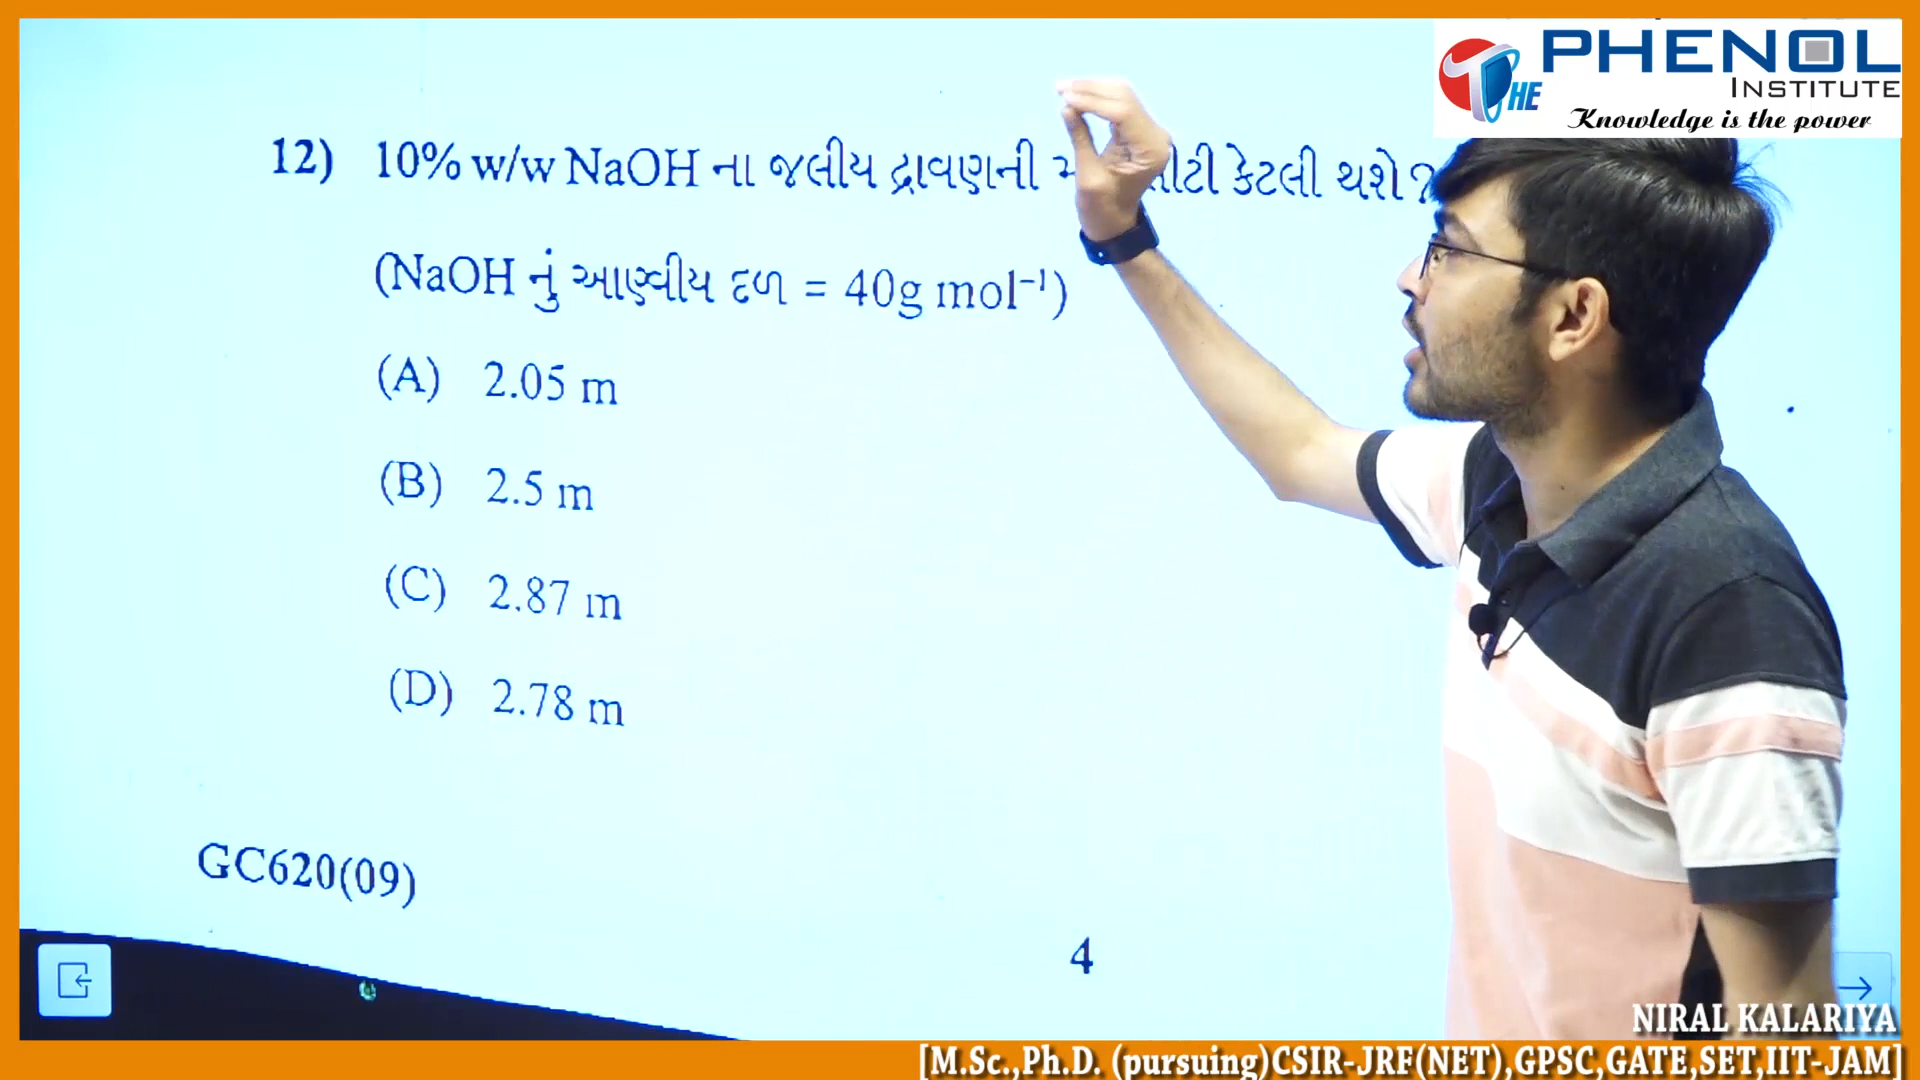 THE PHENOL
INSTITUTE
Knowledge is the power
12) 10% w/w NaOH ના જલીય દ્રાવણની કેટલી થશે?
(NaOH નું આણ્વીય દળ = 40g mol⁻¹)
(A) 2.05 m
(B) 2.5 m
(C) 2.87 m
(D) 2.78 m
GC620(09)
4
NIRAL KALARIYA
[M.Sc.,Ph.D. (pursuing)CSIR-JRF(NET),GPSC,GATE,SET,IIT-JAM]